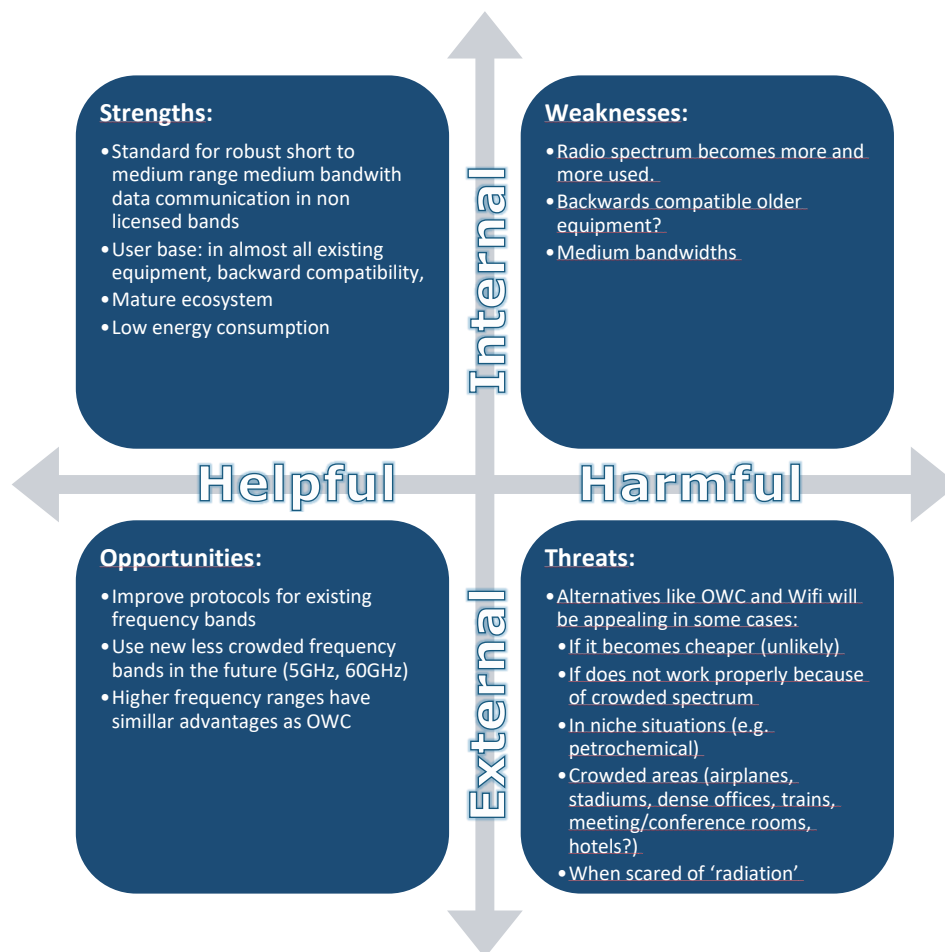 Strengths:
•Standard for robust short to
medium range medium bandwith
data communication in non
licensed bands
•User base: in almost all existing
equipment, backward compatibility,
•Mature ecosystem
•Low energy consumption
Internal
Weaknesses:
•Radio spectrum becomes more and
more used.
•Backwards compatible older
equipment?
•Medium bandwidths
Helpful
Harmful
Opportunities:
•Improve protocols for existing
frequency bands
•Use new less crowded frequency
bands in the future (5GHz, 60GHz)
•Higher frequency ranges have
simillar advantages as OWC
External
Threats:
•Alternatives like OWC and Wifi will
be appealing in some cases:
•If it becomes cheaper (unlikely)
•If does not work properly because
of crowded spectrum
•In niche situations (e.g.
petrochemical)
•Crowded areas (airplanes,
stadiums, dense offices, trains,
meeting/conference rooms,
hotels?)
•When scared of ‘radiation’